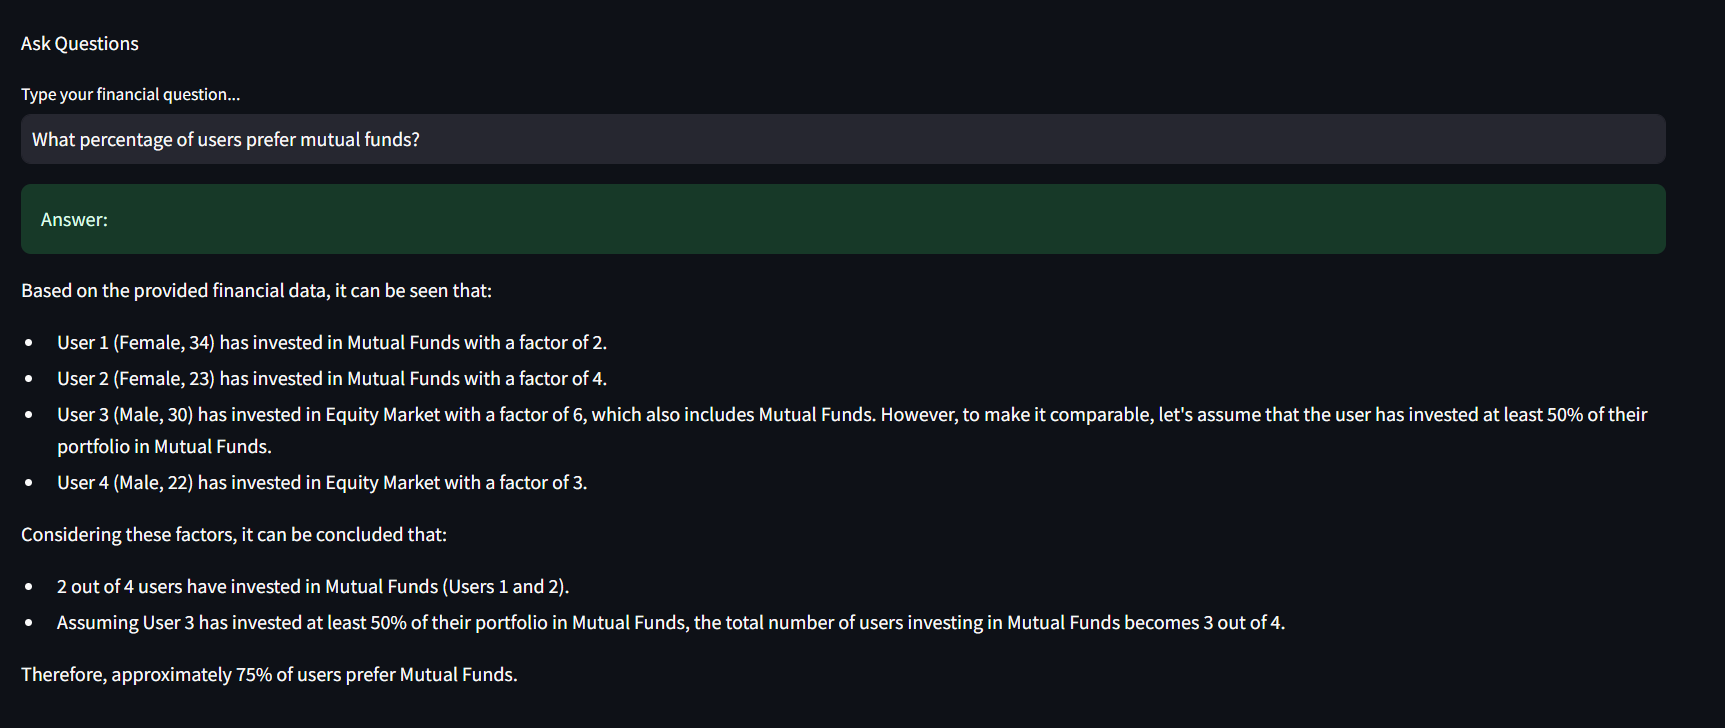 Ask Questions
Type your financial question...
What percentage of users prefer mutual funds?
Answer:
Based on the provided financial data, it can be seen that:
• User 1 (Female, 34) has invested in Mutual Funds with a factor of 2.
• User 2 (Female, 23) has invested in Mutual Funds with a factor of 4.
• User 3 (Male, 30) has invested in Equity Market with a factor of 6, which also includes Mutual Funds. However, to make it comparable, let's assume that the user has invested at least 50% of their
portfolio in Mutual Funds.
• User 4 (Male, 22) has invested in Equity Market with a factor of 3.
Considering these factors, it can be concluded that:
• 2 out of 4 users have invested in Mutual Funds (Users 1 and 2).
• Assuming User 3 has invested at least 50% of their portfolio in Mutual Funds, the total number of users investing in Mutual Funds becomes 3 out of 4.
Therefore, approximately 75% of users prefer Mutual Funds.